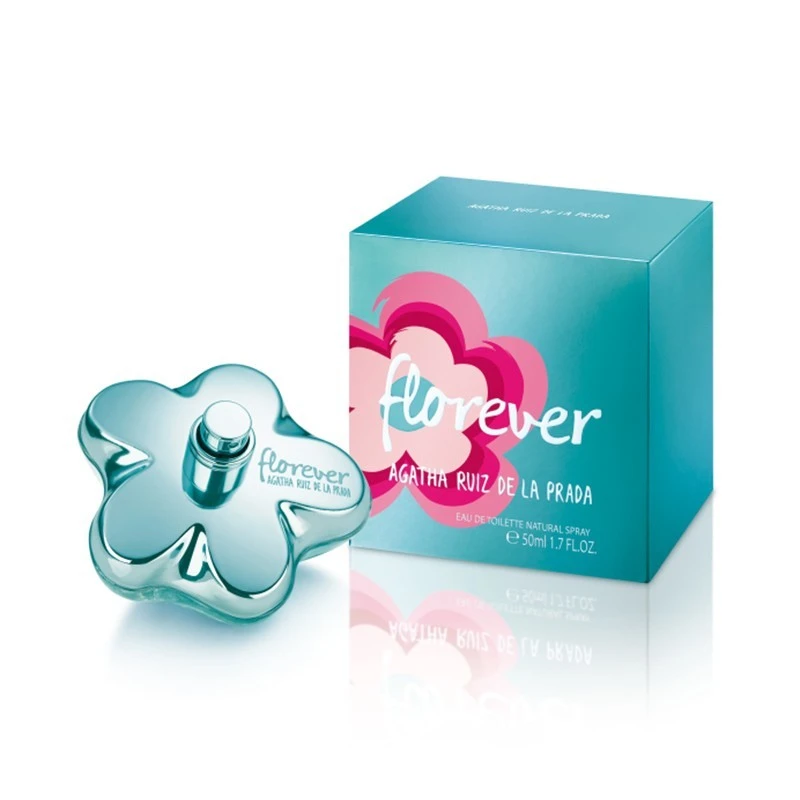 AGATHA RUIZ DE LA PRADA
florever
AGATHA RUIZ DE LA PRADA
EAU DE TOILETTE NATURAL SPRAY
℮ 50ml 1.7 FL.OZ.
florever
AGATHA RUIZ DE LA PRADA